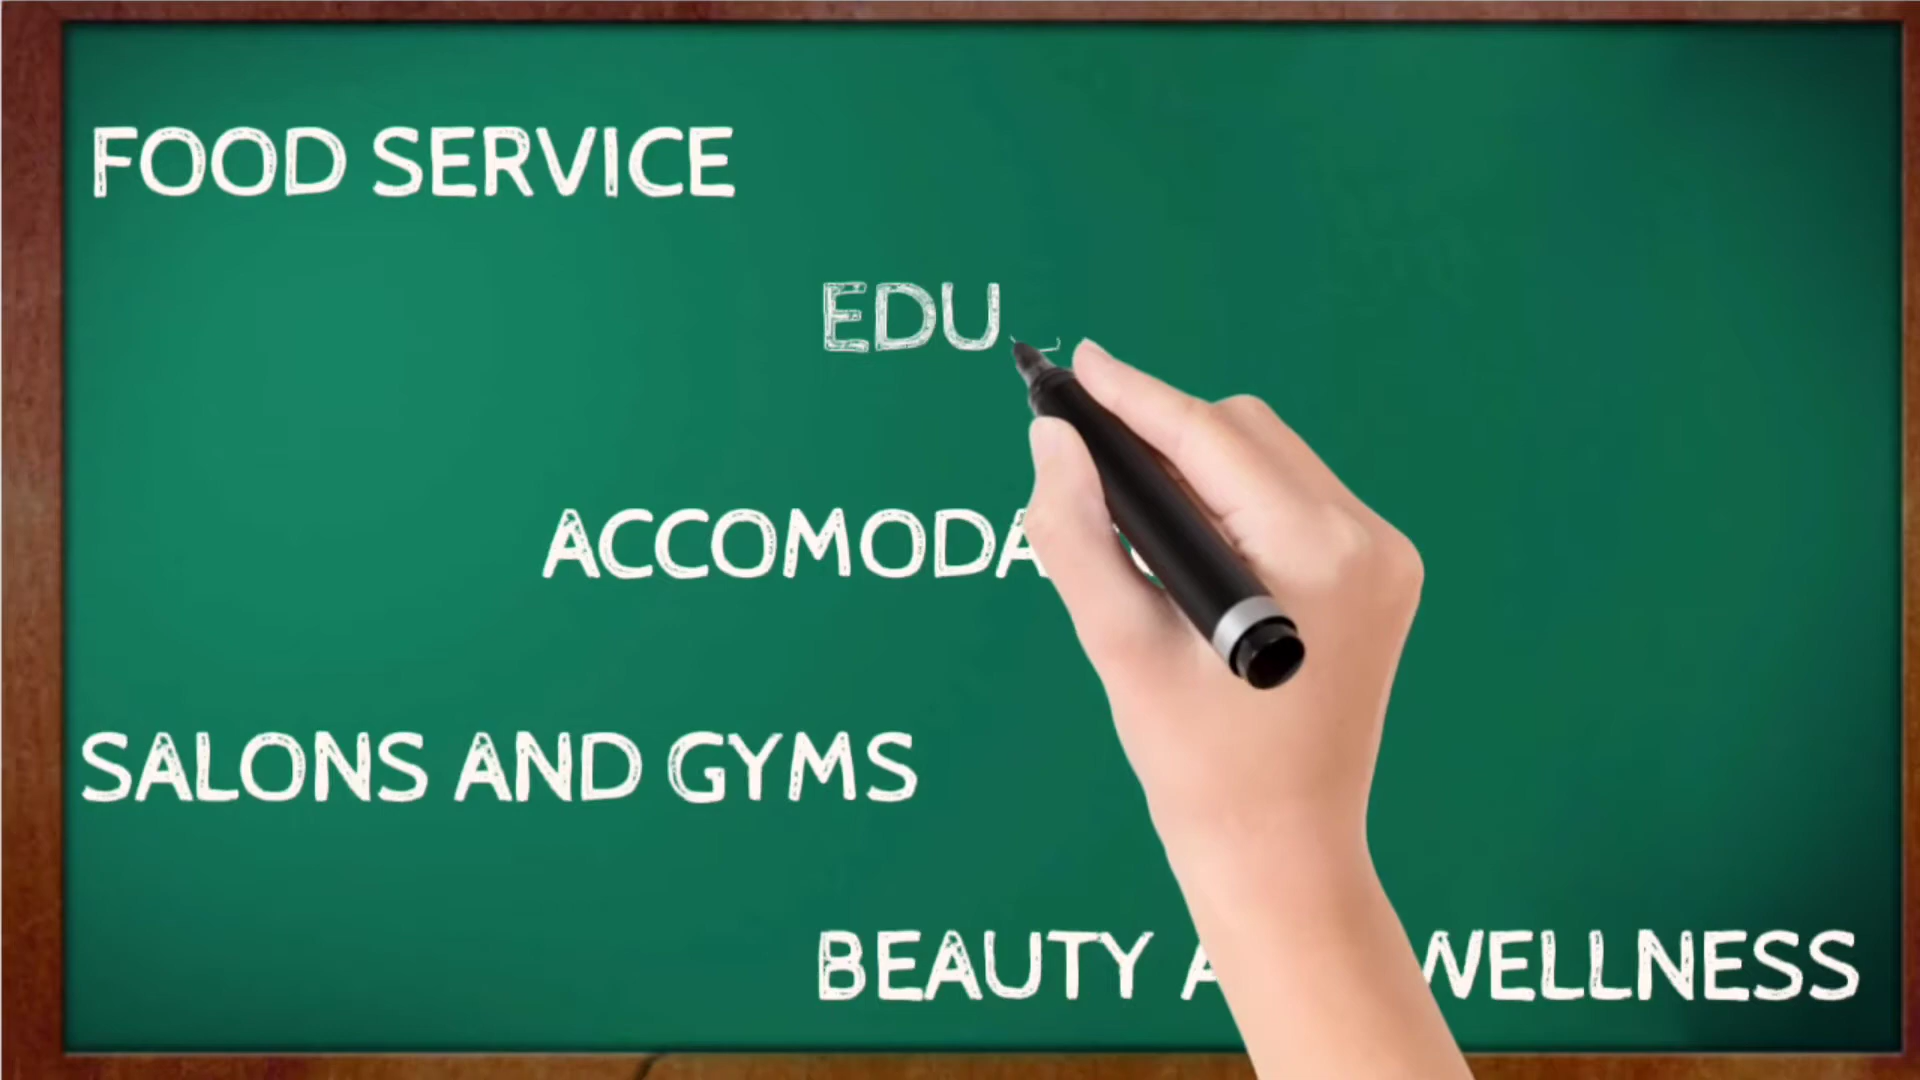 FOOD SERVICE
EDU
ACCOMODA
SALONS AND GYMS
BEAUTY A WELLNESS